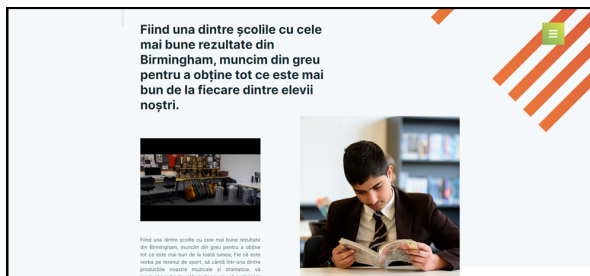 Fiind una dintre școlile cu cele
mai bune rezultate din
Birmingham, muncim din greu
pentru a obține tot ce este mai
bun de la fiecare dintre elevii
noștri.
Fiind una dintre școlile cu cele mai bune rezultate
din Birmingham, muncim din greu pentru a obține
tot ce este mai bun de la toată lumea; Fie că este
vorba pe terenul de sport, să cântă într-una dintre
producțiile noastre muzicale și dramatice, să